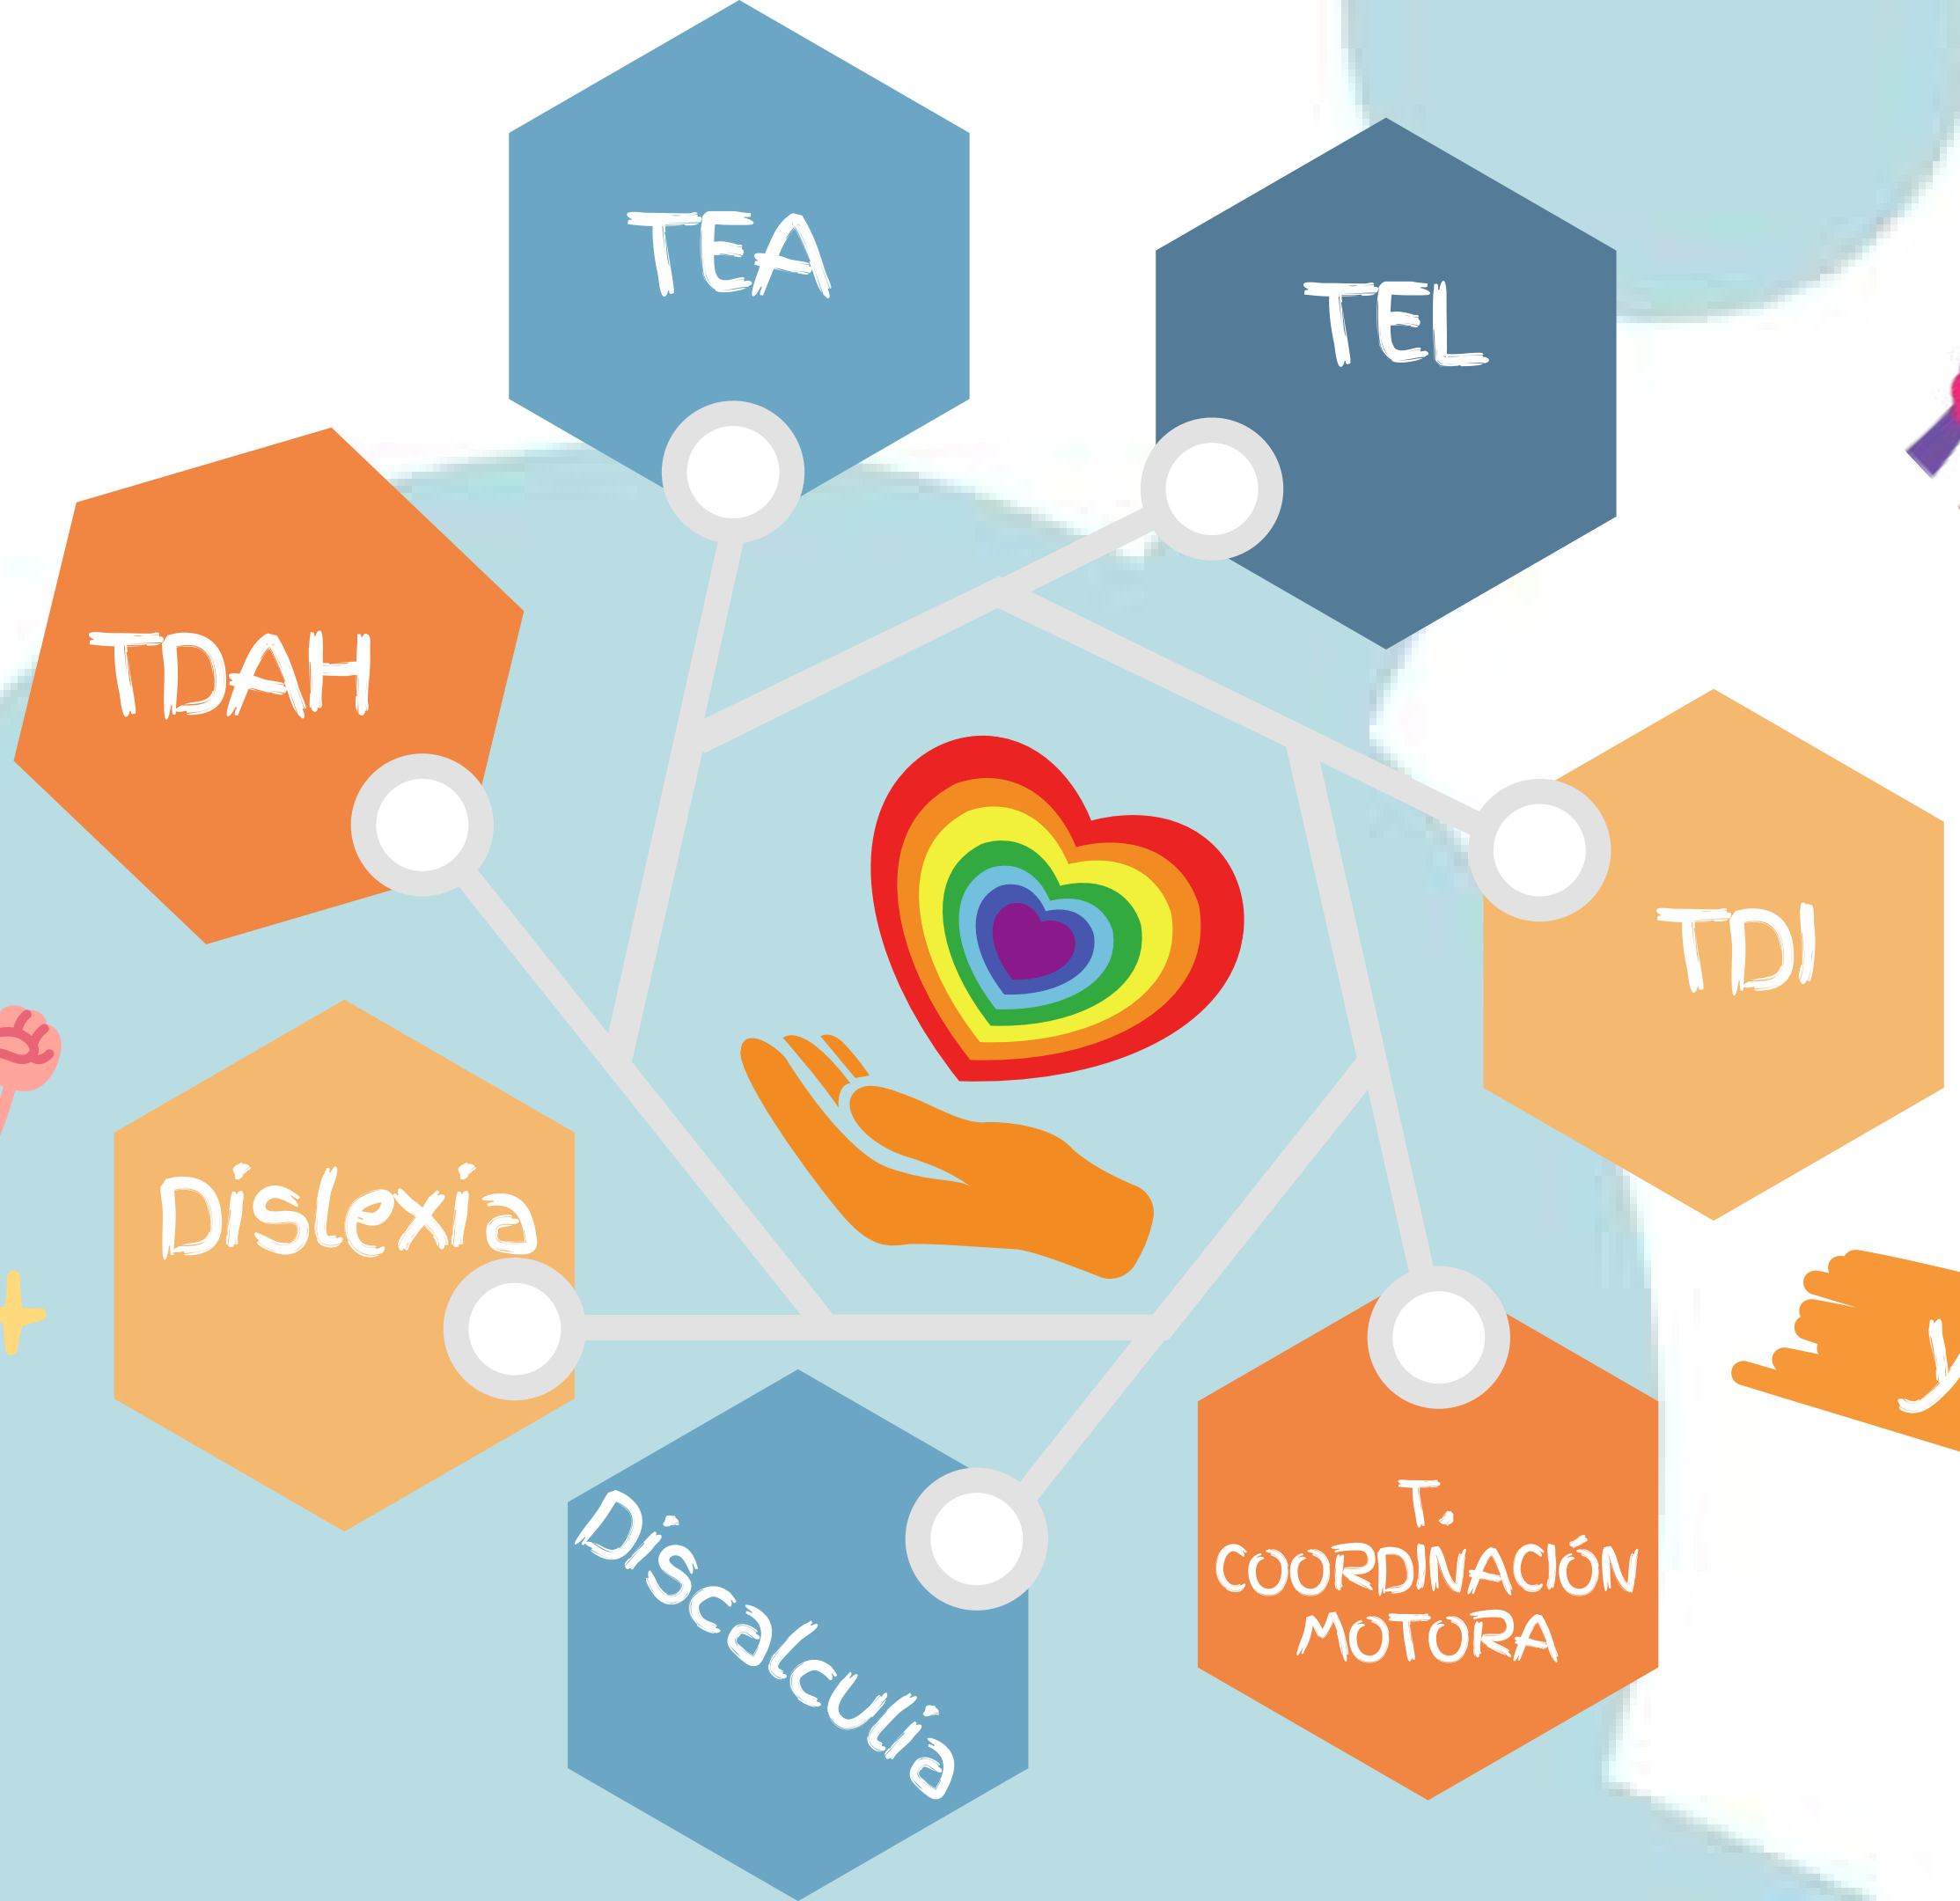 TEA
TEL
TDAH
TDI
Dislexia
Discalculia
T.
COORDINACIÓN
MOTORA